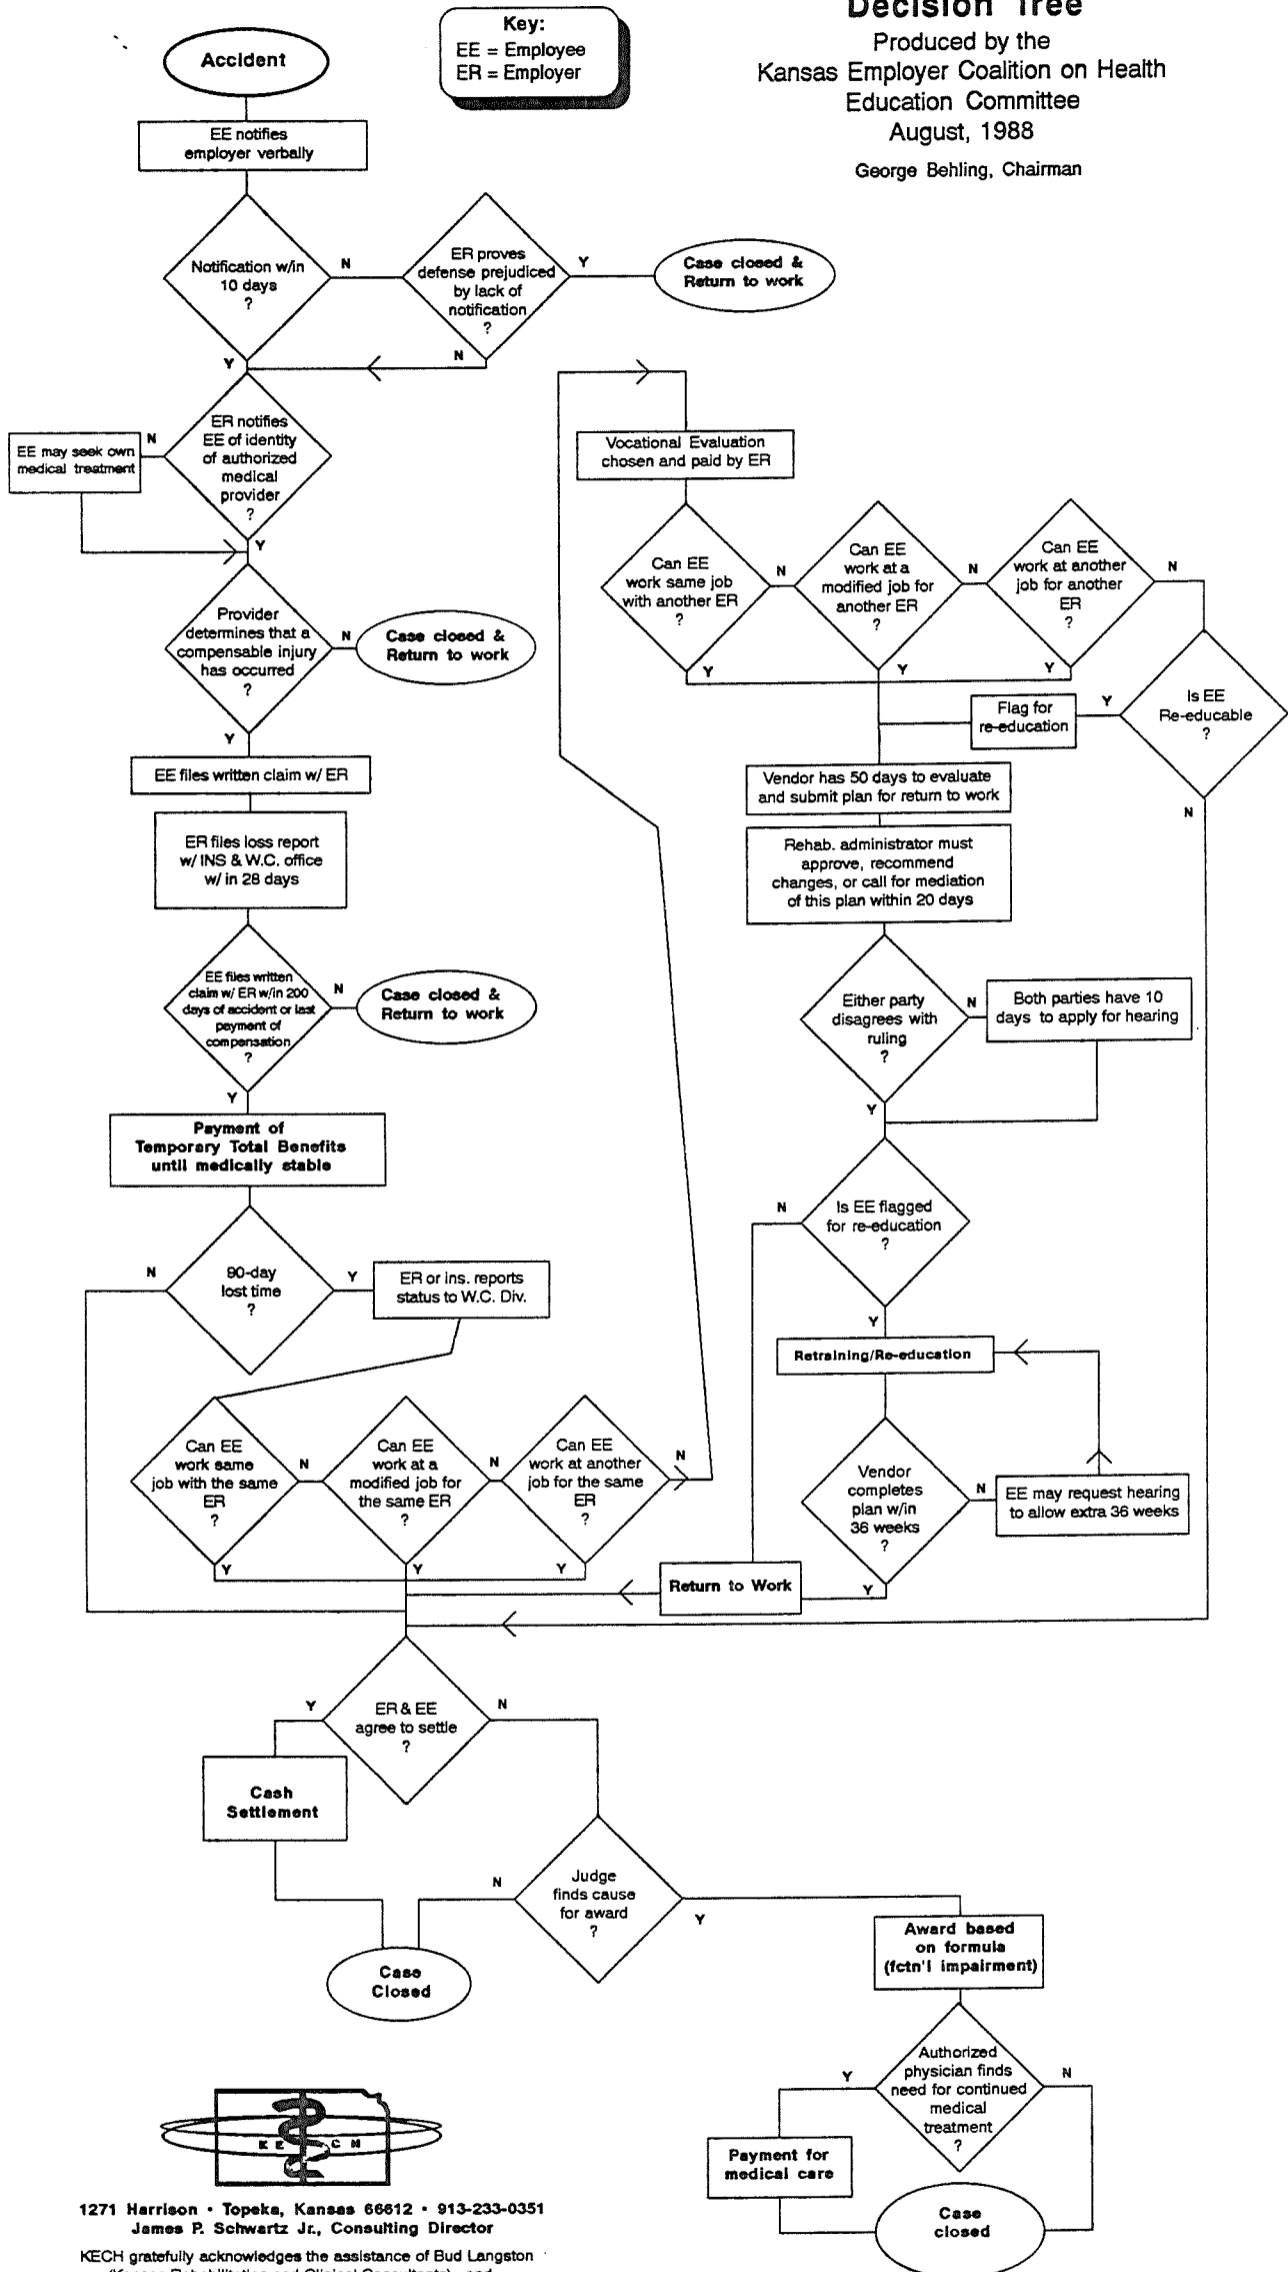 Decision Tree
Produced by the
Kansas Employer Coalition on Health
Education Committee
August, 1988
George Behling, Chairman
Key:
EE = Employee
ER = Employer
Accident
EE notifies
employer verbally
Notification w/in
10 days
?
N
Y
ER proves
defense prejudiced
by lack of
notification
?
Y
N
Case closed &
Return to work
ER notifies
EE of identity
of authorized
medical
provider
?
N
Y
EE may seek own
medical treatment
Provider
determines that a
compensable injury
has occurred
?
N
Y
Case closed &
Return to work
EE files written claim w/ ER
ER files loss report
w/ INS & W.C. office
w/ in 28 days
EE files written
claim w/ ER w/in 200
days of accident or last
payment of
compensation
?
N
Y
Case closed &
Return to work
Payment of
Temporary Total Benefits
until medically stable
90-day
lost time
?
N
Y
ER or ins. reports
status to W.C. Div.
Can EE
work same
job with the same
ER
?
N
Y
Can EE
work at a
modified job for
the same ER
?
N
Y
Can EE
work at another
job for the same
ER
?
N
Y
Vocational Evaluation
chosen and paid by ER
Can EE
work same job
with another ER
?
N
Y
Can EE
work at a
modified job for
another ER
?
N
Y
Can EE
work at another
job for another
ER
?
N
Y
Is EE
Re-educable
?
Y
N
Flag for
re-education
Vendor has 50 days to evaluate
and submit plan for return to work
Rehab. administrator must
approve, recommend
changes, or call for mediation
of this plan within 20 days
Either party
disagrees with
ruling
?
N
Y
Both parties have 10
days to apply for hearing
Is EE flagged
for re-education
?
N
Y
Retraining/Re-education
Vendor
completes
plan w/in
36 weeks
?
N
Y
EE may request hearing
to allow extra 36 weeks
Return to Work
ER & EE
agree to settle
?
Y
N
Cash
Settlement
Judge
finds cause
for award
?
N
Y
Case
Closed
Award based
on formula
(fctn'l impairment)
Authorized
physician finds
need for continued
medical
treatment
?
Y
N
Payment for
medical care
Case
closed
K E C H
1271 Harrison • Topeka, Kansas 66612 • 913-233-0351
James P. Schwartz Jr., Consulting Director
KECH gratefully acknowledges the assistance of Bud Langston
(Kansas Rehabilitation and Clinical Consultants), and